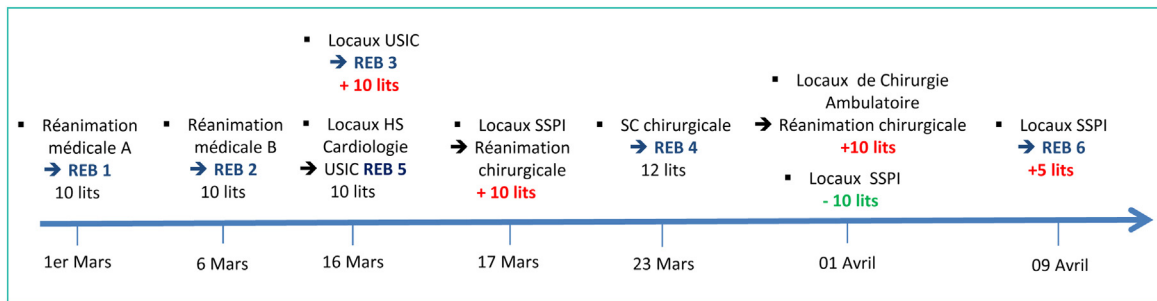 ▪ Réanimation
médicale A
➔ REB 1
10 lits
▪ Réanimation
médicale B
➔ REB 2
10 lits
▪ Locaux USIC
➔ REB 3
+ 10 lits
▪ Locaux HS
Cardiologie
➔ USIC REB 5
10 lits
▪ Locaux SSPI
➔ Réanimation
chirurgicale
+ 10 lits
▪ SC chirurgicale
➔ REB 4
12 lits
▪ Locaux de Chirurgie
Ambulatoire
➔ Réanimation chirurgicale
+10 lits
▪ Locaux SSPI
- 10 lits
▪ Locaux SSPI
➔ REB 6
+5 lits
1er Mars
6 Mars
16 Mars
17 Mars
23 Mars
01 Avril
09 Avril